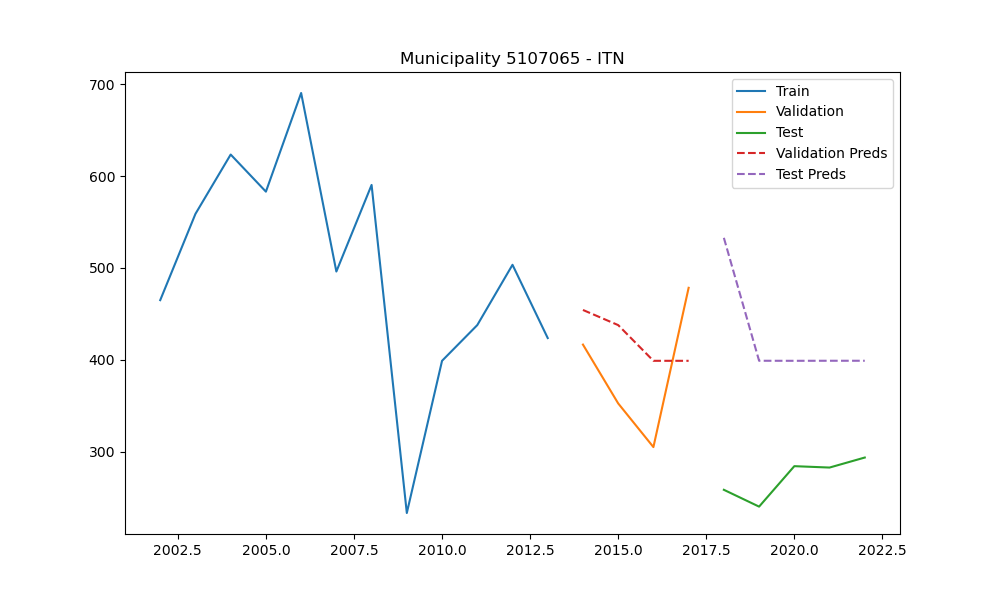 Municipality 5107065 - ITN
700
600
500
400
300
2002.5 2005.0 2007.5 2010.0 2012.5 2015.0 2017.5 2020.0 2022.5
Train
Validation
Test
Validation Preds
Test Preds